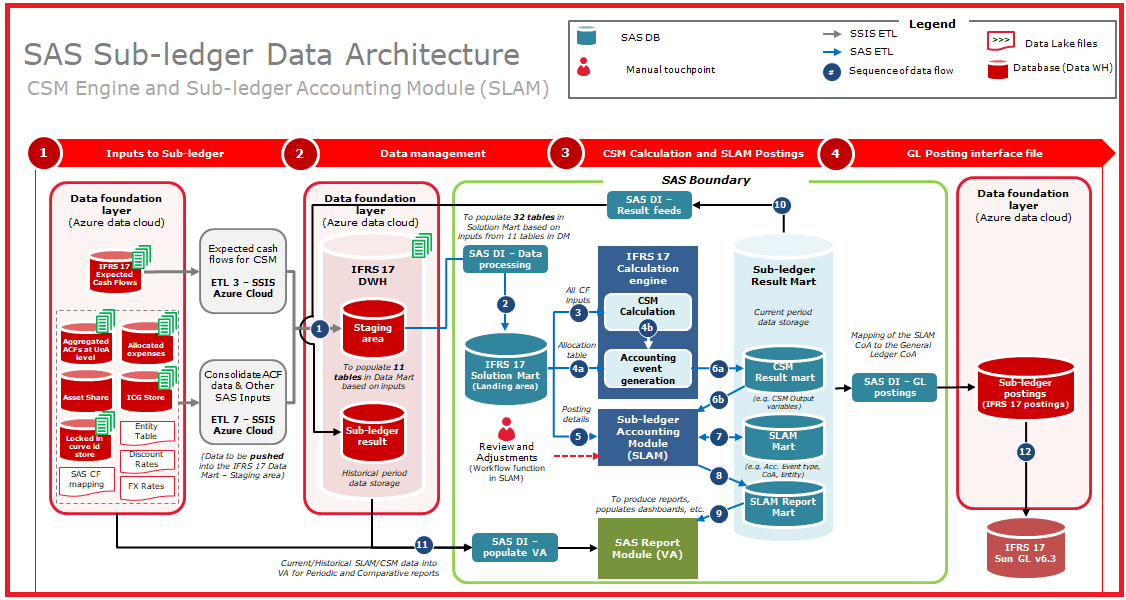 SAS Sub-ledger Data Architecture
CSM Engine and Sub-ledger Accounting Module (SLAM)
Legend
SAS DB
Manual touchpoint
SSIS ETL
SAS ETL
#
Sequence of data flow
>>>
Data Lake files
Database (Data WH)
1
Inputs to Sub-ledger
2
Data management
3
CSM Calculation and SLAM Postings
4
GL Posting interface file
Data foundation
layer
(Azure data cloud)
IFRS 17
Expected
Cash Flows
Aggregated
ACFs at UoA
level
Allocated
expenses
Asset Share
ICG Store
Locked in
curve id
store
Entity
Table
Discount
Rates
SAS CF
mapping
FX Rates
Expected cash
flows for CSM
ETL 3 – SSIS
Azure Cloud
Consolidate ACF
data & Other
SAS Inputs
ETL 7 – SSIS
Azure Cloud
(Data to be pushed
into the IFRS 17 Data
Mart – Staging area)
Data foundation
layer
(Azure data cloud)
IFRS 17
DWH
1
Staging
area
To populate 11
tables in Data Mart
based on inputs
Sub-ledger
result
Historical period
data storage
SAS Boundary
SAS DI –
Result feeds
10
To populate 32 tables in
Solution Mart based on
inputs from 11 tables in DM
SAS DI – Data
processing
2
IFRS 17
Solution Mart
(Landing area)
All CF
inputs
3
Allocation
table
4a
Posting
details
5
Review and
Adjustments
(Workflow function
in SLAM)
IFRS 17
Calculation
engine
CSM
Calculation
4b
Accounting
event
generation
Sub-ledger
Accounting
Module
(SLAM)
6a
6b
7
8
9
Sub-ledger
Result Mart
Current period
data storage
CSM
Result mart
(e.g. CSM Output
variables)
SLAM
Mart
(e.g. Acc. Event type,
CoA, Entity)
SLAM Report
Mart
To produce reports,
populates dashboards, etc.
SAS Report
Module (VA)
11
SAS DI –
populate VA
Current/Historical SLAM/CSM data into
VA for Periodic and Comparative reports
Mapping of the SLAM
CoA to the General
Ledger CoA
SAS DI – GL
postings
Data foundation
layer
(Azure data cloud)
Sub-ledger
postings
(IFRS 17 postings)
12
IFRS 17
Sun GL v6.3